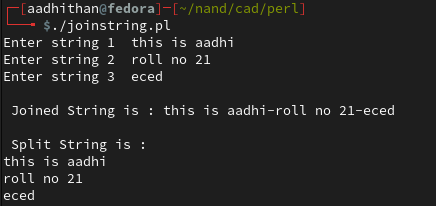 [aadhithan@fedora]-[~/nand/cad/perl]
$./joinstring.pl
Enter string 1  this is aadhi
Enter string 2  roll no 21
Enter string 3  eced
Joined String is : this is aadhi-roll no 21-eced
Split String is :
this is aadhi
roll no 21
eced